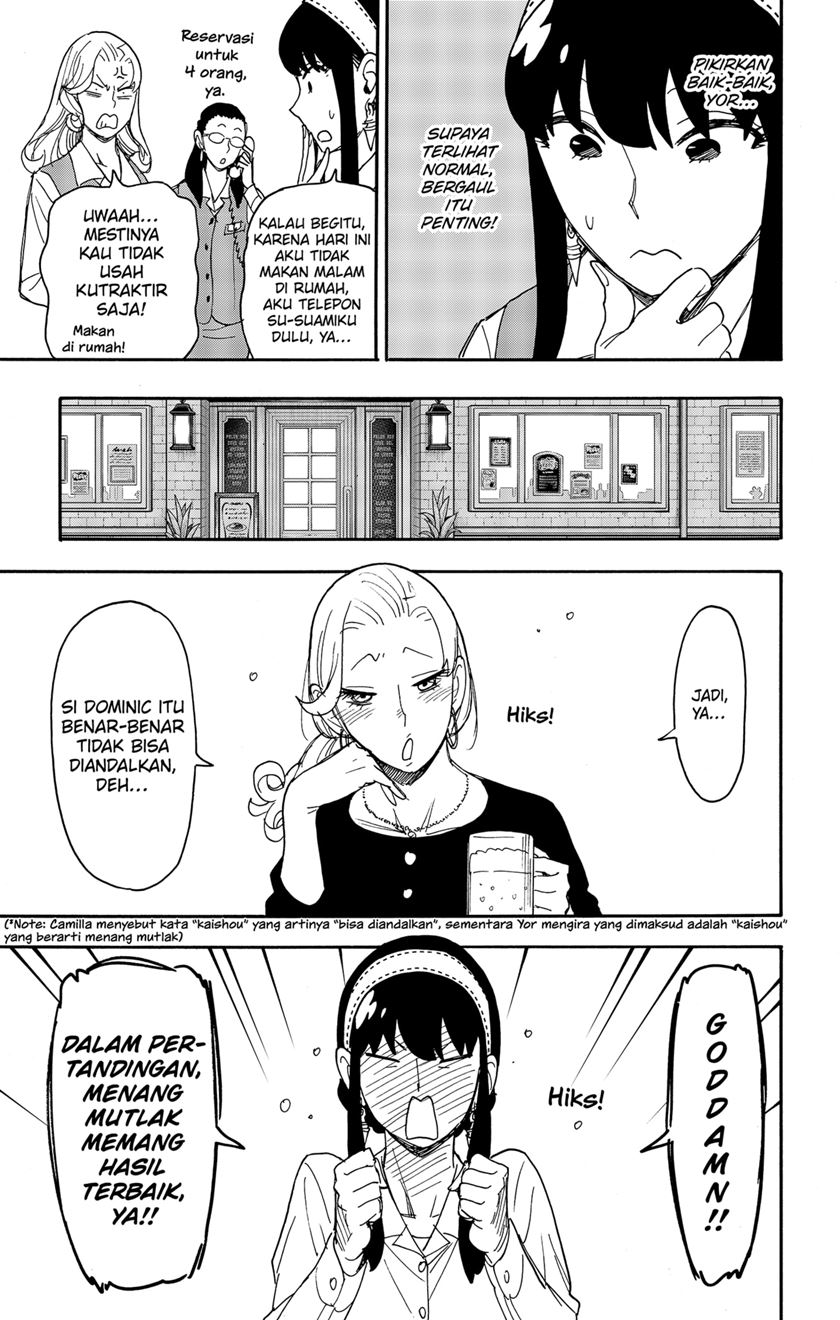 PIKIRKAN
BAIK-BAIK,
YOR...
SUPAYA
TERLIHAT
NORMAL,
BERGAUL
ITU
PENTING!
Reservasi
untuk
4 orang,
ya.
KALAU BEGITU,
KARENA HARI INI
AKU TIDAK
MAKAN MALAM
DI RUMAH,
AKU TELEPON
SU-SUAMIKU
DULU, YA...
UWAAH...
MESTINYA
KAU TIDAK
USAH
KUTRAKTIR
SAJA!
Makan
di rumah!
JADI,
YA...
Hiks!
SI DOMINIC ITU
BENAR-BENAR
TIDAK BISA
DIANDALKAN,
DEH...
(*Note: Camilla menyebut kata "kaishou" yang artinya "bisa diandalkan", sementara Yor mengira yang dimaksud adalah "kaishou"
yang berarti menang mutlak)
GODDAMN!!
Hiks!
DALAM PER-
TANDINGAN,
MENANG
MUTLAK
MEMANG
HASIL
TERBAIK,
YA!!